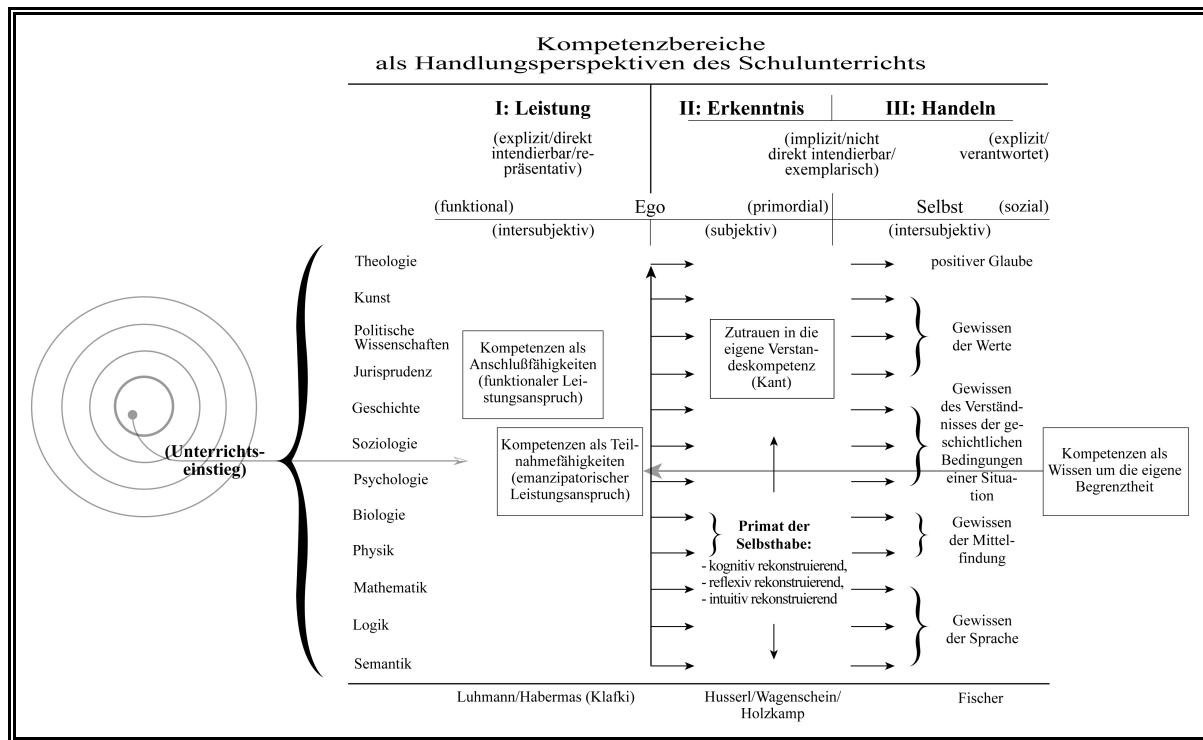 Kompetenzbereiche
als Handlungsperspektiven des Schulunterrichts
I: Leistung
II: Erkenntnis
III: Handeln
(explizit/direkt
intendierbar/re-
präsentativ)
(implizit/nicht
direkt intendierbar/
exemplarisch)
(explizit/
verantwortet)
(funktional)
Ego
(primordial)
Selbst
(sozial)
(intersubjektiv)
(subjektiv)
(intersubjektiv)
(Unterrichts-
einstieg)
Theologie
Kunst
Politische
Wissenschaften
Jurisprudenz
Geschichte
Soziologie
Psychologie
Biologie
Physik
Mathematik
Logik
Semantik
Kompetenzen als
Anschlußfähigkeiten
(funktionaler Lei-
stungsanspruch)
Kompetenzen als Teil-
nahmefähigkeiten
(emanzipatorischer
Leistungsanspruch)
Zutrauen in die
eigene Verstan-
deskompetenz
(Kant)
Primat der
Selbsthabe:
- kognitiv rekonstruierend,
- reflexiv rekonstruierend,
- intuitiv rekonstruierend
positiver Glaube
Gewissen
der Werte
Gewissen
des Verständ-
nisses der ge-
schichtlichen
Bedingungen
einer Situa-
tion
Gewissen
der Mittel-
findung
Gewissen
der Sprache
Kompetenzen als
Wissen um die eigene
Begrenztheit
Luhmann/Habermas (Klafki)
Husserl/Wagenschein/
Holzkamp
Fischer